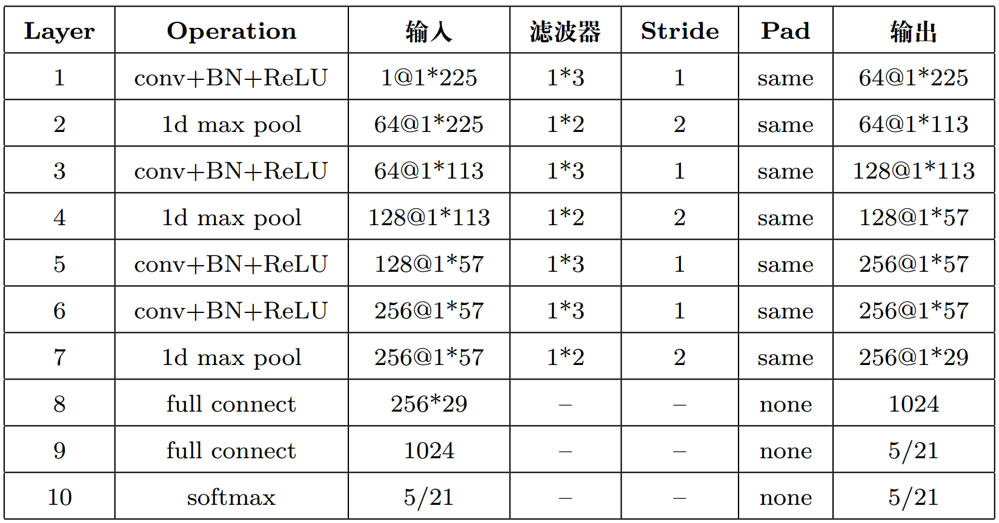 Layer Operation 输入 滤波器 Stride Pad 输出
1 conv+BN+ReLU 1@1*225 1*3 1 same 64@1*225
2 1d max pool 64@1*225 1*2 2 same 64@1*113
3 conv+BN+ReLU 64@1*113 1*3 1 same 128@1*113
4 1d max pool 128@1*113 1*2 2 same 128@1*57
5 conv+BN+ReLU 128@1*57 1*3 1 same 256@1*57
6 conv+BN+ReLU 256@1*57 1*3 1 same 256@1*57
7 1d max pool 256@1*57 1*2 2 same 256@1*29
8 full connect 256*29 – – none 1024
9 full connect 1024 – – none 5/21
10 softmax 5/21 – – none 5/21